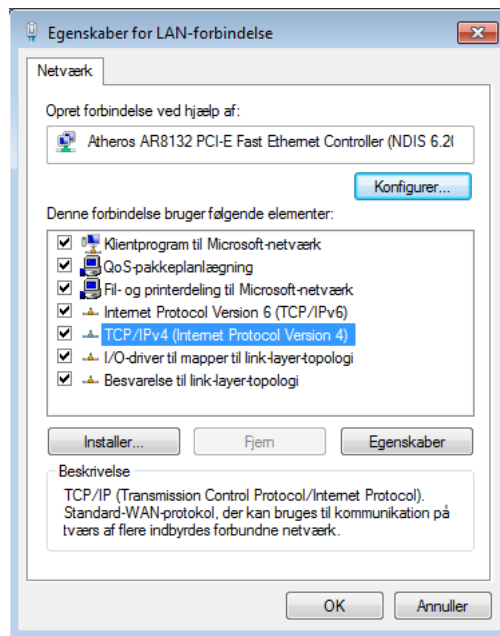 Egenskaber for LAN-forbindelse
Netværk
Opret forbindelse ved hjælp af:
Atheros AR8132 PCI-E Fast Ethernet Controller (NDIS 6.20
Konfigurer...
Denne forbindelse bruger følgende elementer:
Klientprogram til Microsoft-netværk
QoS-pakkeplanlægning
Fil- og printerdeling til Microsoft-netværk
Internet Protocol Version 6 (TCP/IPv6)
TCP/IPv4 (Internet Protocol Version 4)
I/O-driver til mapper til link-layer-topologi
Besvarelse til link-layer-topologi
Installer...
Fjern
Egenskaber
Beskrivelse
TCP/IP (Transmission Control Protocol/Internet Protocol).
Standard-WAN-protokol, der kan bruges til kommunikation på
tværs af flere indbyrdes forbundne netværk.
OK
Annuller